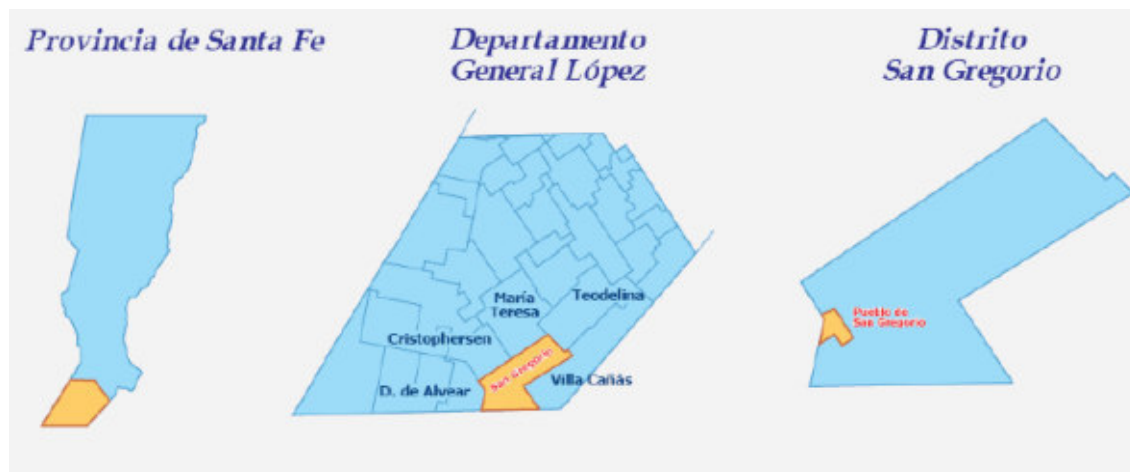 Provincia de Santa Fe
Departamento
General López
Distrito
San Gregorio
María
Teresa
Teodelina
Cristophersen
San Gregorio
D. de Alvear
Villa Cañás
Pueblo de
San Gregorio